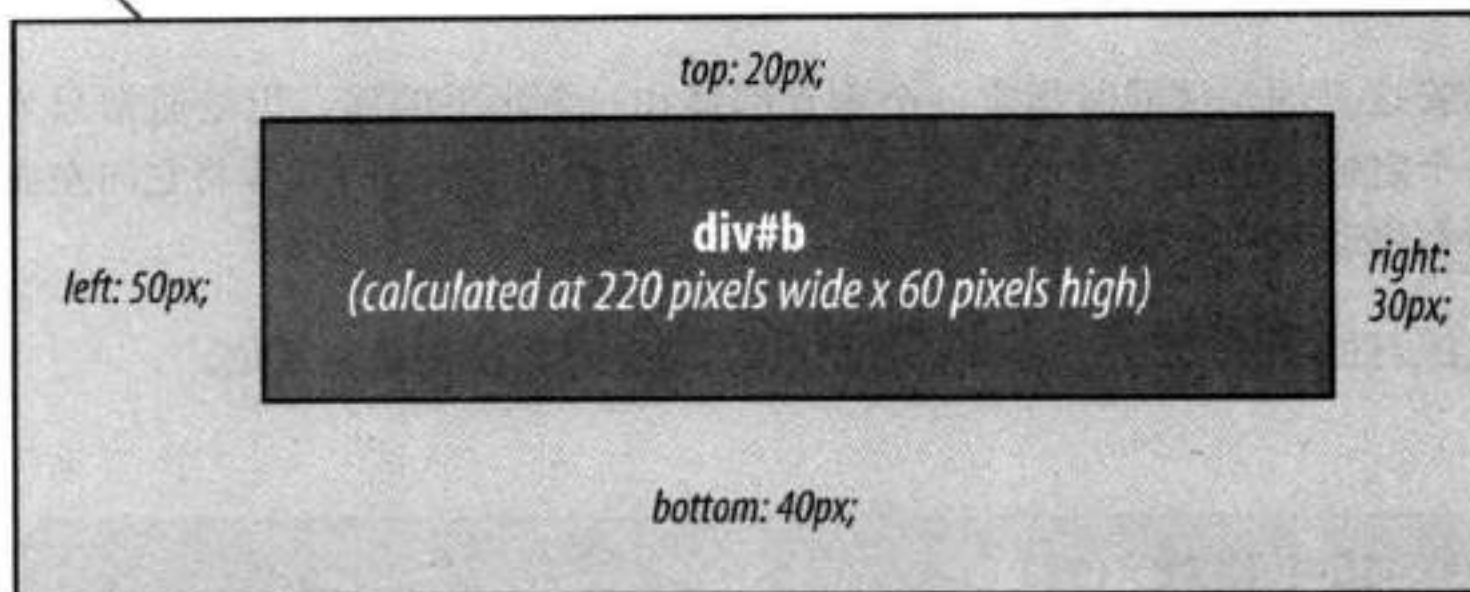 top: 20px;
div#b
(calculated at 220 pixels wide x 60 pixels high)
left: 50px;
right:
30px;
bottom: 40px;